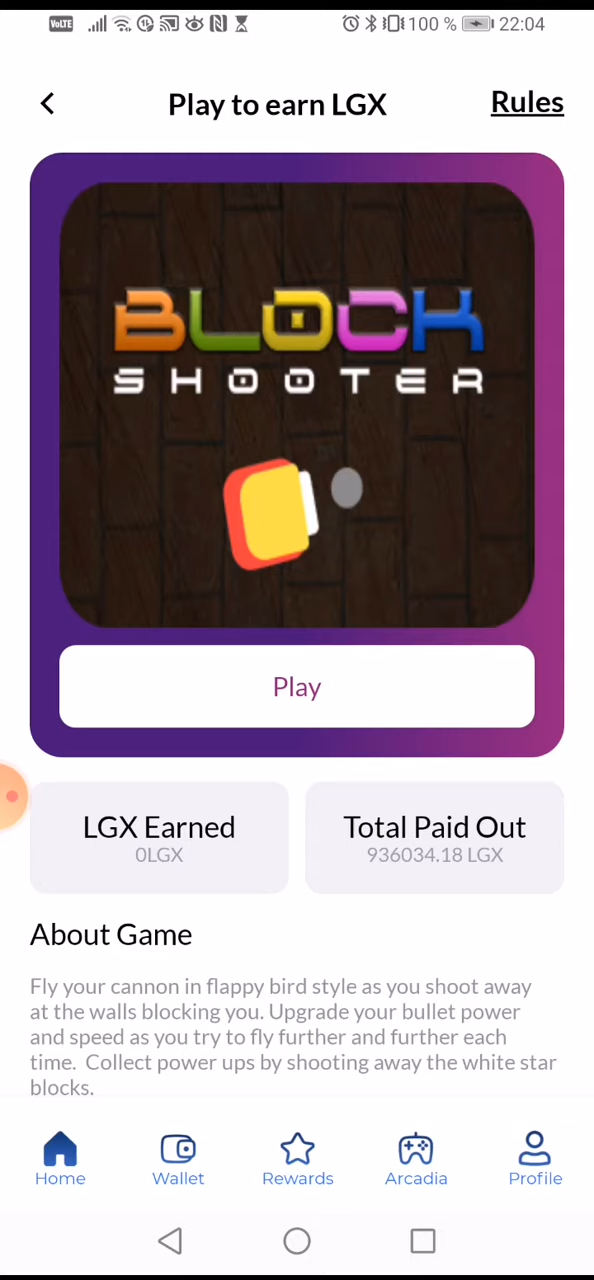 VoLTE 100 % 22:04
Play to earn LGX Rules
BLOCK
SHOOTER
Play
LGX Earned Total Paid Out
0LGX 936034.18 LGX
About Game
Fly your cannon in flappy bird style as you shoot away
at the walls blocking you. Upgrade your bullet power
and speed as you try to fly further and further each
time.  Collect power ups by shooting away the white star
blocks.
Home Wallet Rewards Arcadia Profile